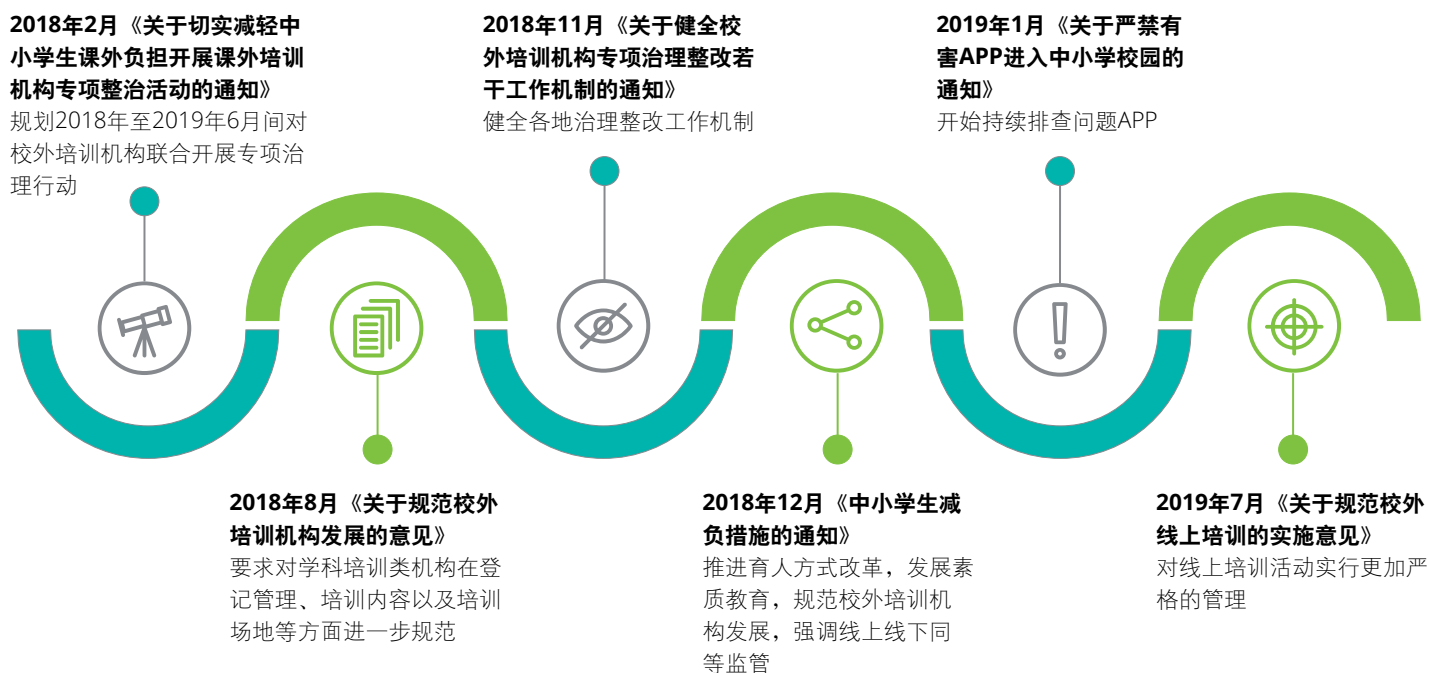 2018年2月《关于切实减轻中
小学生课外负担开展课外培训
机构专项整治活动的通知》
规划2018年至2019年6月间对
校外培训机构联合开展专项治
理行动
2018年8月《关于规范校外
培训机构发展的意见》
要求对学科培训类机构在登
记管理、培训内容以及培训
场地等方面进一步规范
2018年11月《关于健全校
外培训机构专项治理整改若
干工作机制的通知》
健全各地治理整改工作机制
2018年12月《中小学生减
负措施的通知》
推进育人方式改革，发展素
质教育，规范校外培训机
构发展，强调线上线下同
等监管
2019年1月《关于严禁有
害APP进入中小学校园的
通知》
开始持续排查问题APP
2019年7月《关于规范校外
线上培训的实施意见》
对线上培训活动实行更加严
格的管理